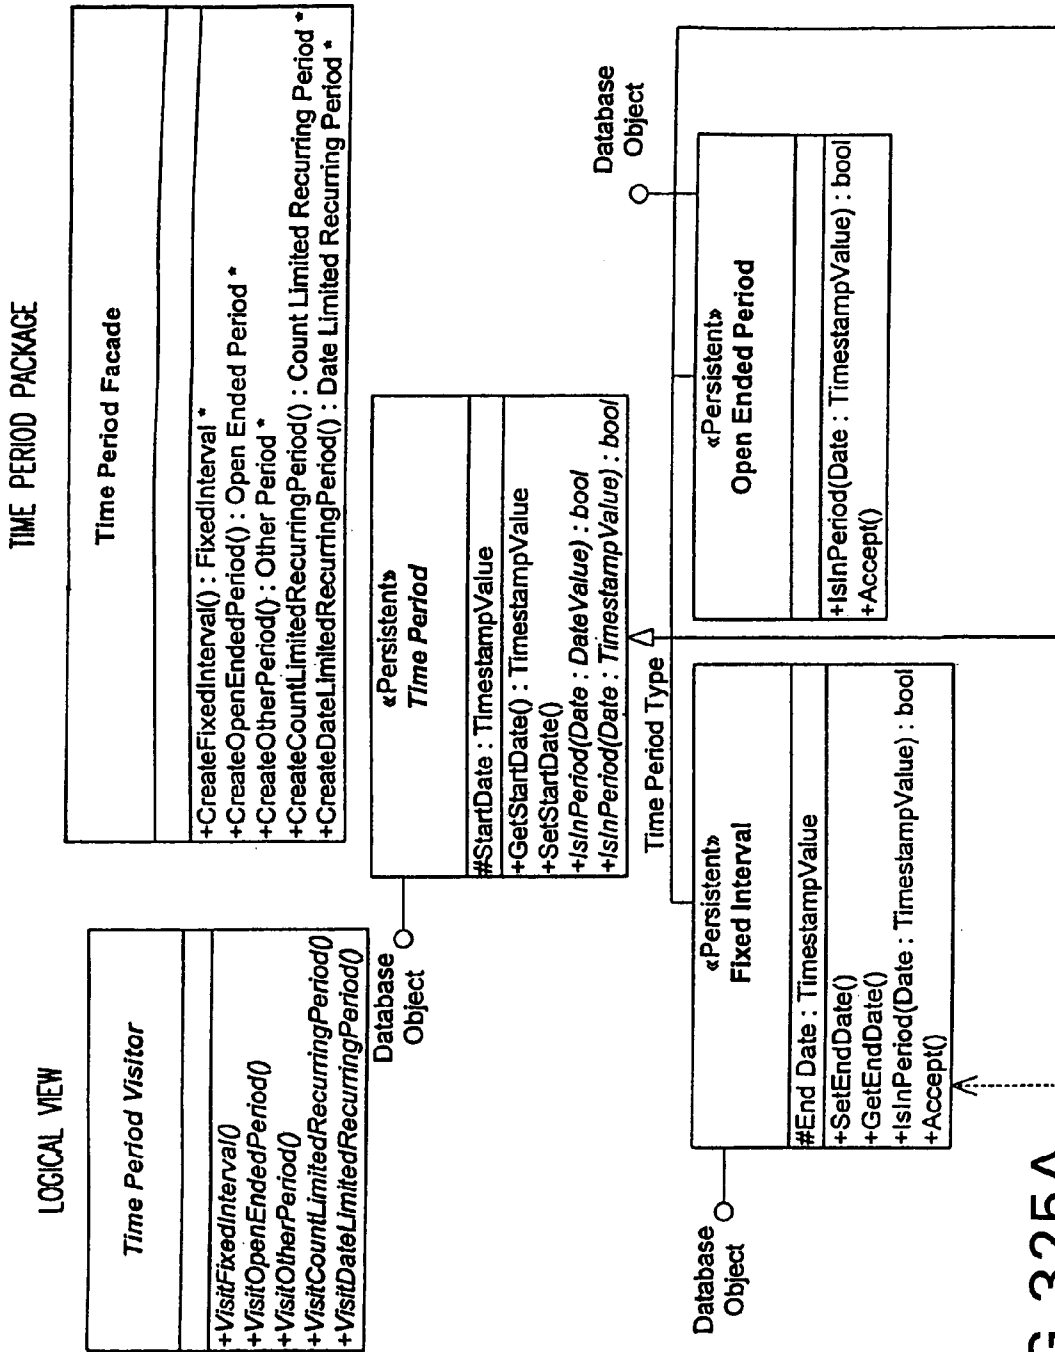 LOGICAL VIEW
TIME PERIOD PACKAGE
Time Period Visitor
+VisitFixedInterval()
+VisitOpenEndedPeriod()
+VisitOtherPeriod()
+VisitCountLimitedRecurringPeriod()
+VisitDateLimitedRecurringPeriod()
Time Period Facade
+CreateFixedInterval() : FixedInterval *
+CreateOpenEndedPeriod() : Open Ended Period *
+CreateOtherPeriod() : Other Period *
+CreateCountLimitedRecurringPeriod() : Count Limited Recurring Period *
+CreateDateLimitedRecurringPeriod() : Date Limited Recurring Period *
Database
Object
«Persistent»
Time Period
#StartDate : TimestampValue
+GetStartDate() : TimestampValue
+SetStartDate()
+IsInPeriod(Date : DateValue) : bool
+IsInPeriod(Date : TimestampValue) : bool
Time Period Type
Database
Object
«Persistent»
Fixed Interval
#End Date : TimestampValue
+SetEndDate()
+GetEndDate()
+IsInPeriod(Date : TimestampValue) : bool
+Accept()
Database
Object
«Persistent»
Open Ended Period
+IsInPeriod(Date : TimestampValue) : bool
+Accept()